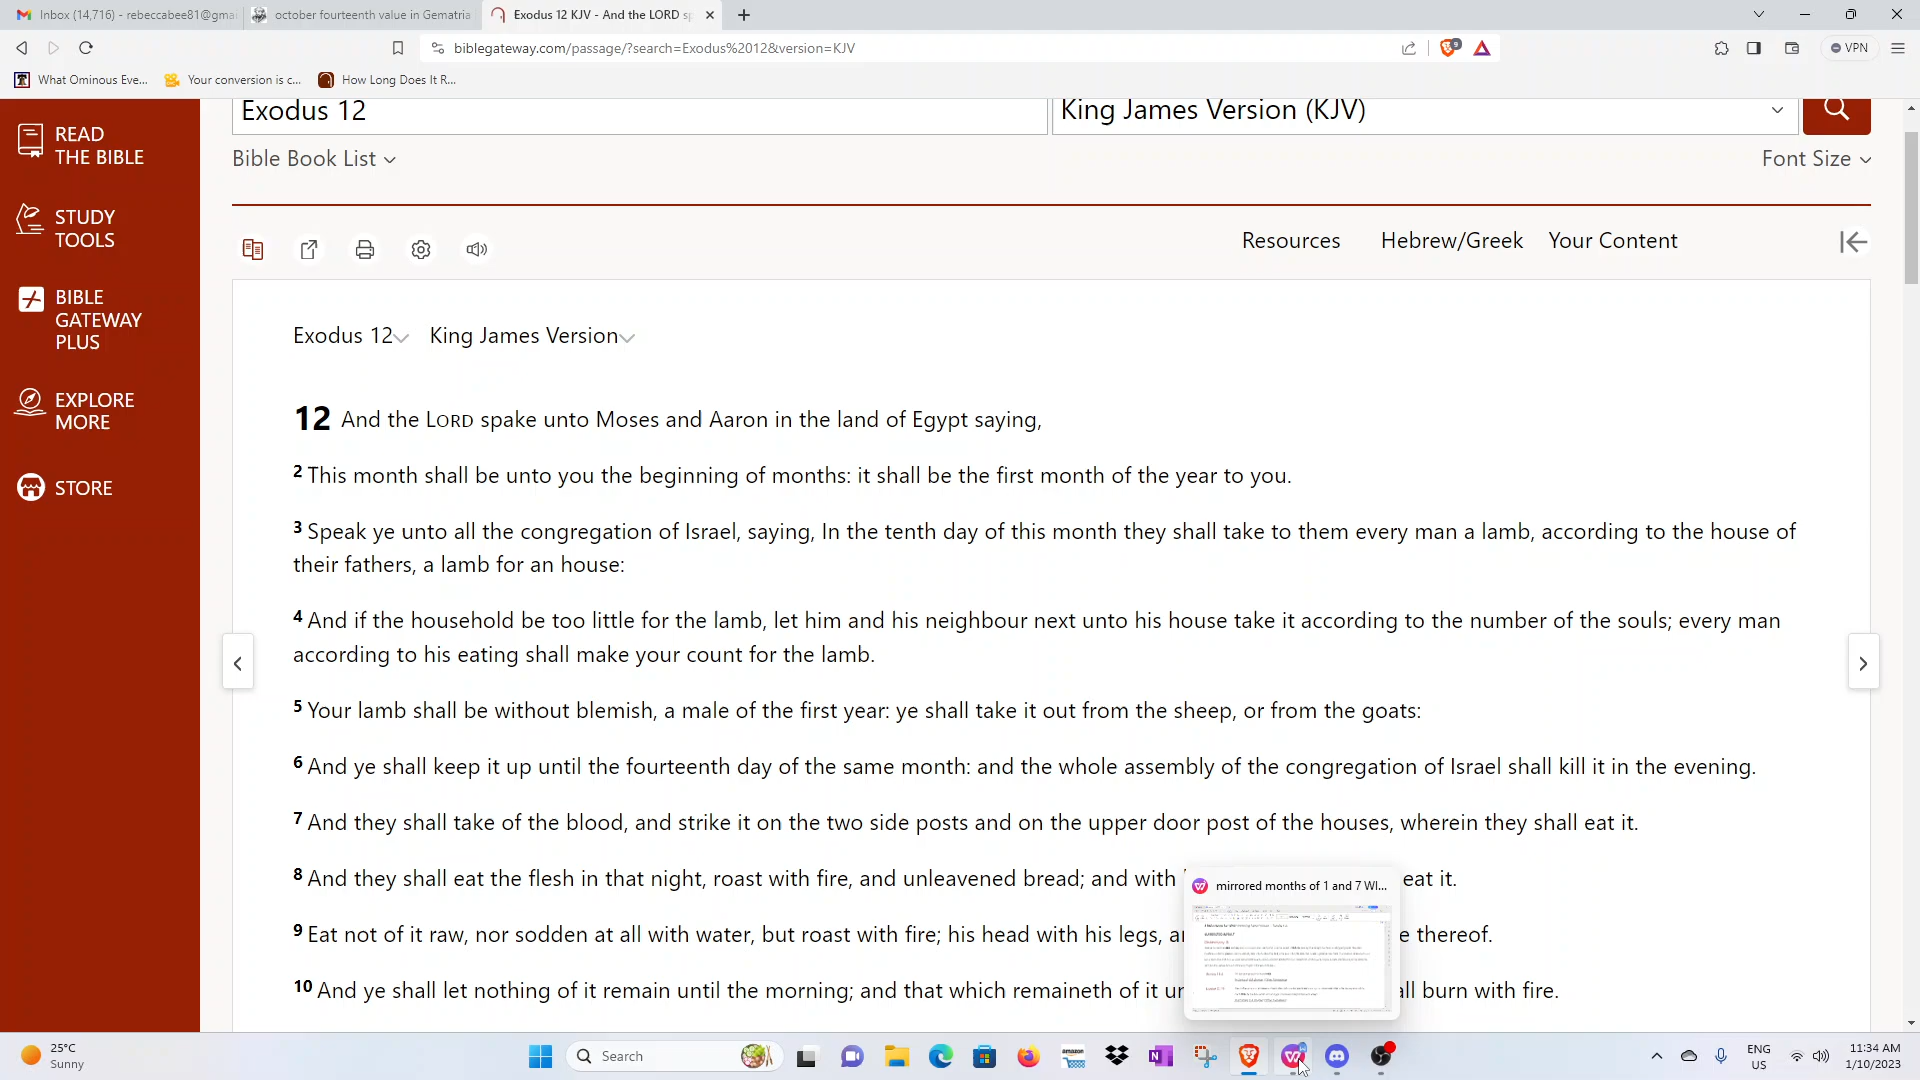 Inbox (14,716) - rebeccabee81@gmai
october fourteenth value in Gematria
Exodus 12 KJV - And the LORD sp
biblegateway.com/passage/?search=Exodus%2012&version=KJV
9
VPN
What Ominous Eve...
Your conversion is c...
How Long Does It R...
Exodus 12
King James Version (KJV)
Bible Book List
Font Size
READ
THE BIBLE
STUDY
TOOLS
BIBLE
GATEWAY
PLUS
EXPLORE
MORE
STORE
Resources
Hebrew/Greek
Your Content
Exodus 12
King James Version
12 And the LORD spake unto Moses and Aaron in the land of Egypt saying,
2 This month shall be unto you the beginning of months: it shall be the first month of the year to you.
3 Speak ye unto all the congregation of Israel, saying, In the tenth day of this month they shall take to them every man a lamb, according to the house of
their fathers, a lamb for an house:
4 And if the household be too little for the lamb, let him and his neighbour next unto his house take it according to the number of the souls; every man
according to his eating shall make your count for the lamb.
5 Your lamb shall be without blemish, a male of the first year: ye shall take it out from the sheep, or from the goats:
6 And ye shall keep it up until the fourteenth day of the same month: and the whole assembly of the congregation of Israel shall kill it in the evening.
7 And they shall take of the blood, and strike it on the two side posts and on the upper door post of the houses, wherein they shall eat it.
8 And they shall eat the flesh in that night, roast with fire, and unleavened bread; and with
eat it.
mirrored months of 1 and 7 WI...
9 Eat not of it raw, nor sodden at all with water, but roast with fire; his head with his legs,
thereof.
10 And ye shall let nothing of it remain until the morning; and that which remaineth of it
burn with fire.
25°C
Sunny
Search
amazon
ENG
US
11:34 AM
1/10/2023